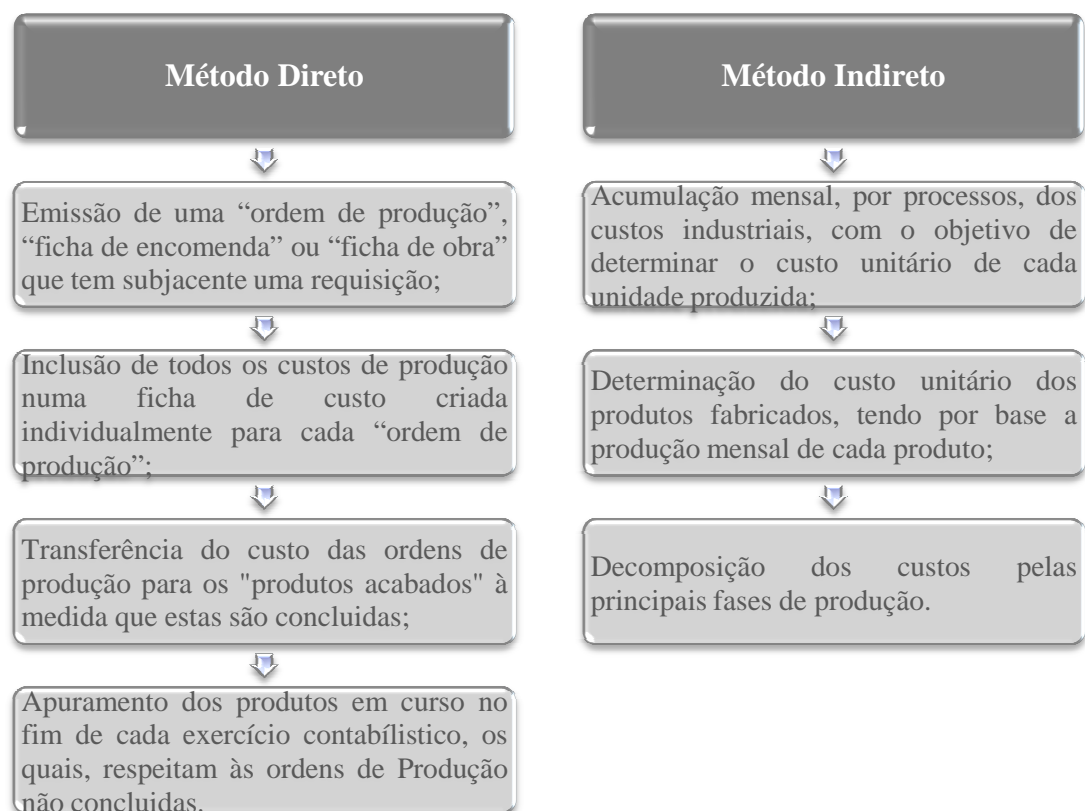 Método Direto
Emissão de uma “ordem de produção”,
“ficha de encomenda” ou “ficha de obra”
que tem subjacente uma requisição;
Inclusão de todos os custos de produção
numa ficha de custo criada
individualmente para cada “ordem de
produção”;
Transferência do custo das ordens de
produção para os "produtos acabados" à
medida que estas são concluidas;
Apuramento dos produtos em curso no
fim de cada exercício contabílistico, os
quais, respeitam às ordens de Produção
não concluidas.
Método Indireto
Acumulação mensal, por processos, dos
custos industriais, com o objetivo de
determinar o custo unitário de cada
unidade produzida;
Determinação do custo unitário dos
produtos fabricados, tendo por base a
produção mensal de cada produto;
Decomposição dos custos pelas
principais fases de produção.